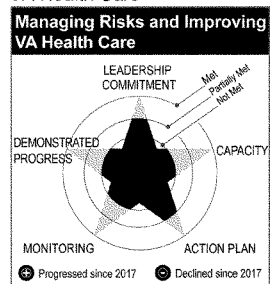 Managing Risks and Improving
VA Health Care
LEADERSHIP
COMMITMENT
Met
Partially Met
Not Met
DEMONSTRATED
PROGRESS
CAPACITY
MONITORING
ACTION PLAN
Progressed since 2017
Declined since 2017